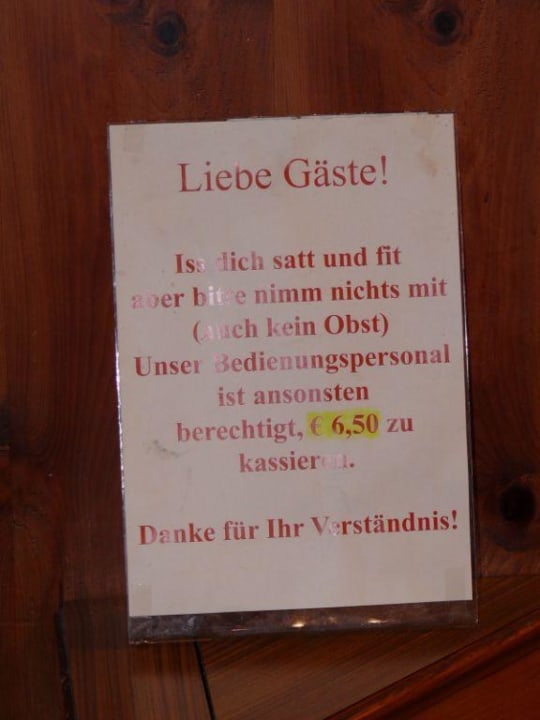 Liebe Gäste!
Iss dich satt und fit
aber bitte nimm nichts mit
(auch kein Obst)
Unser Bedienungspersonal
ist ansonsten
berechtigt, € 6,50 zu
kassieren.
Danke für Ihr Verständnis!